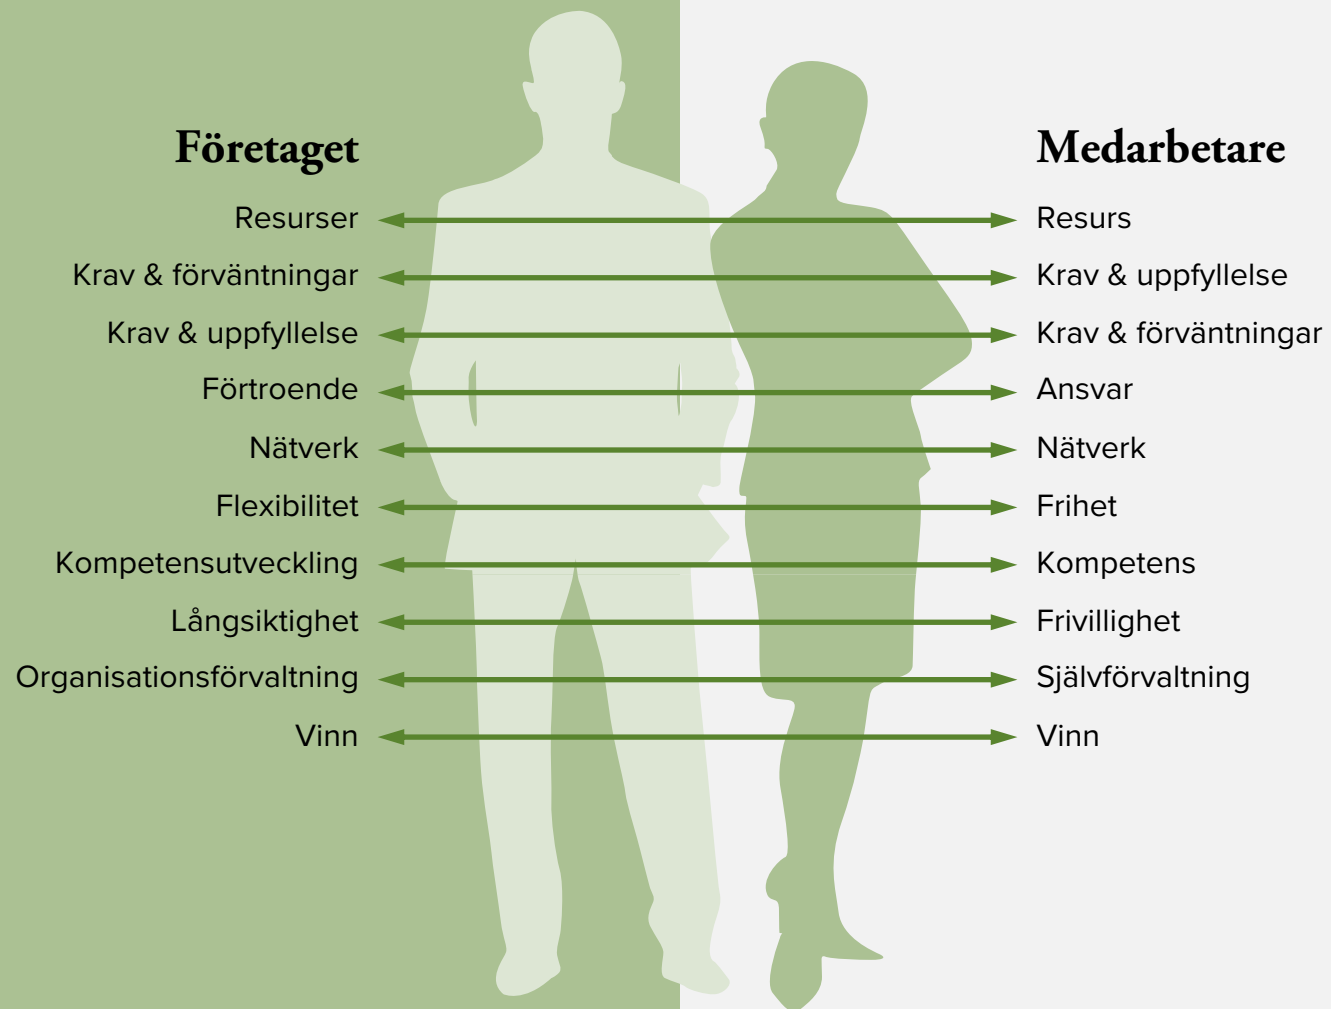 Företaget
Medarbetare
Resurser
Resurs
Krav & förväntningar
Krav & uppfyllelse
Krav & uppfyllelse
Krav & förväntningar
Förtroende
Ansvar
Nätverk
Nätverk
Flexibilitet
Frihet
Kompetensutveckling
Kompetens
Långsiktighet
Frivillighet
Organisationsförvaltning
Självförvaltning
Vinn
Vinn